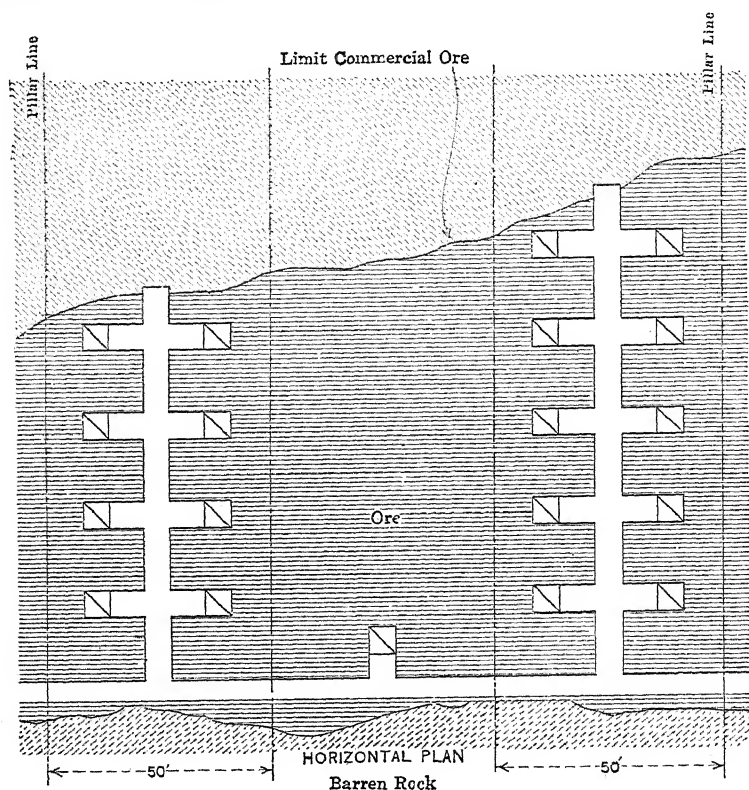 Pillar Line
Limit Commercial Ore
Pillar Line
Ore
HORIZONTAL PLAN
50'
50'
Barren Rock